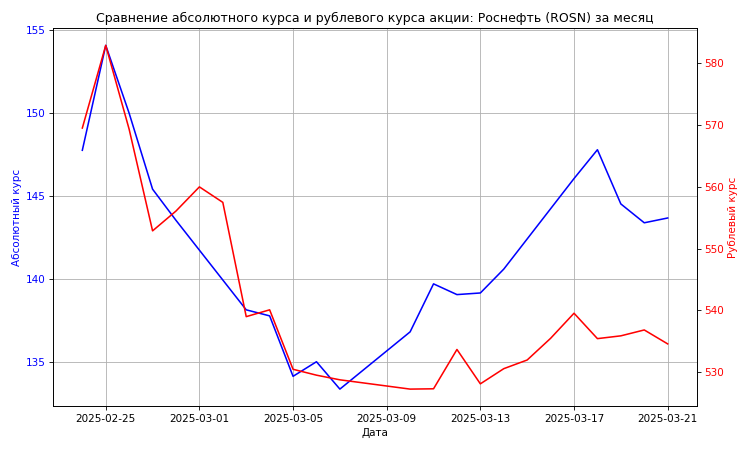 Сравнение абсолютного курса и рублевого курса акции: Роснефть (ROSN) за месяц
155
150
145
140
135
Абсолютный курс
580
570
560
550
540
530
Рублевый курс
2025-02-25 2025-03-01 2025-03-05 2025-03-09 2025-03-13 2025-03-17 2025-03-21
Дата